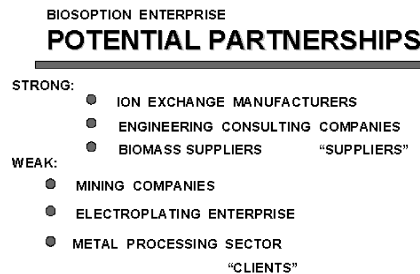 BIOSOPTION ENTERPRISE
POTENTIAL PARTNERSHIPS
STRONG:
ION EXCHANGE MANUFACTURERS
ENGINEERING CONSULTING COMPANIES
BIOMASS SUPPLIERS "SUPPLIERS"
WEAK:
MINING COMPANIES
ELECTROPLATING ENTERPRISE
METAL PROCESSING SECTOR
"CLIENTS"